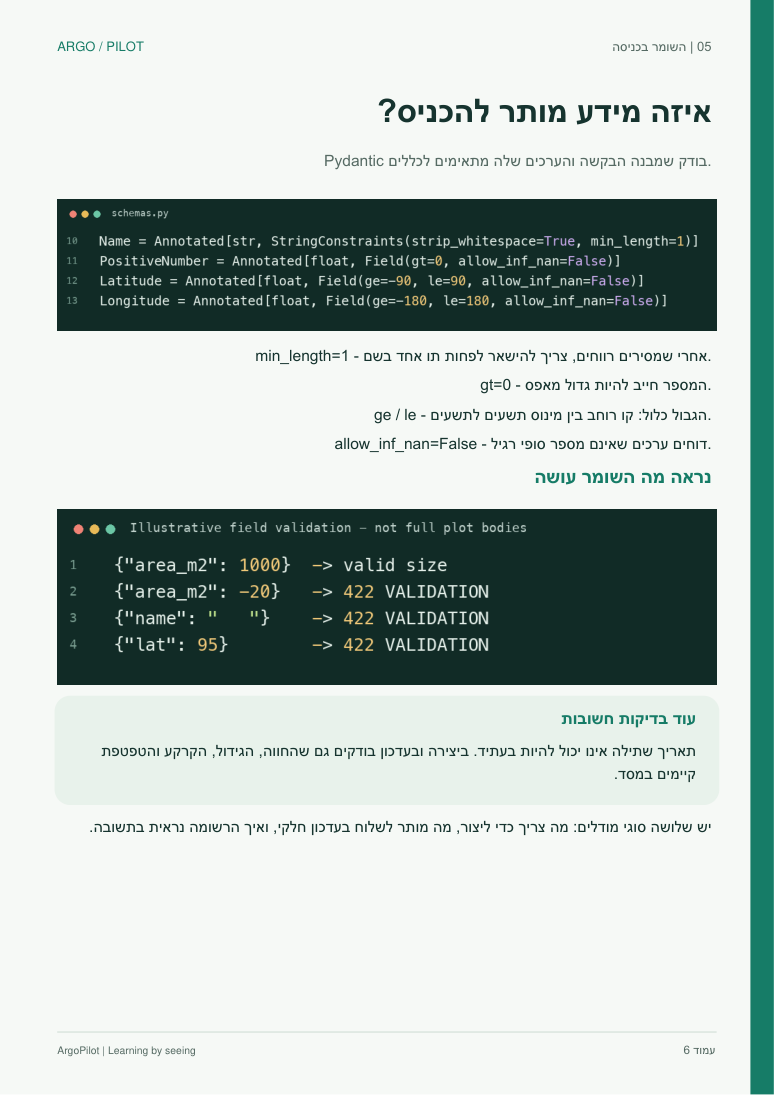 ARGO / PILOT
05 | השומר בכניסה
איזה מידע מותר להכניס?
Pydantic בודק שמבנה הבקשה והערכים שלה מתאימים לכללים.
schemas.py
10 Name = Annotated[str, StringConstraints(strip_whitespace=True, min_length=1)]
11 PositiveNumber = Annotated[float, Field(gt=0, allow_inf_nan=False)]
12 Latitude = Annotated[float, Field(ge=-90, le=90, allow_inf_nan=False)]
13 Longitude = Annotated[float, Field(ge=-180, le=180, allow_inf_nan=False)]
min_length=1 - אחרי שמסירים רווחים, צריך להישאר לפחות תו אחד בשם.
gt=0 - המספר חייב להיות גדול מאפס.
ge / le - הגבול כלול: קו רוחב בין מינוס תשעים לתשעים.
allow_inf_nan=False - דוחים ערכים שאינם מספר סופי רגיל.
נראה מה השומר עושה
Illustrative field validation — not full plot bodies
1 {"area_m2": 1000} -> valid size
2 {"area_m2": -20} -> 422 VALIDATION
3 {"name": "   "} -> 422 VALIDATION
4 {"lat": 95} -> 422 VALIDATION
עוד בדיקות חשובות
תאריך שתילה אינו יכול להיות בעתיד. ביצירה ובעדכון בודקים גם שהחווה, הגידול, הקרקע והטפטפת
קיימים במסד.
יש שלושה סוגי מודלים: מה צריך כדי ליצור, מה מותר לשלוח בעדכון חלקי, ואיך הרשומה נראית בתשובה.
ArgoPilot | Learning by seeing
עמוד 6